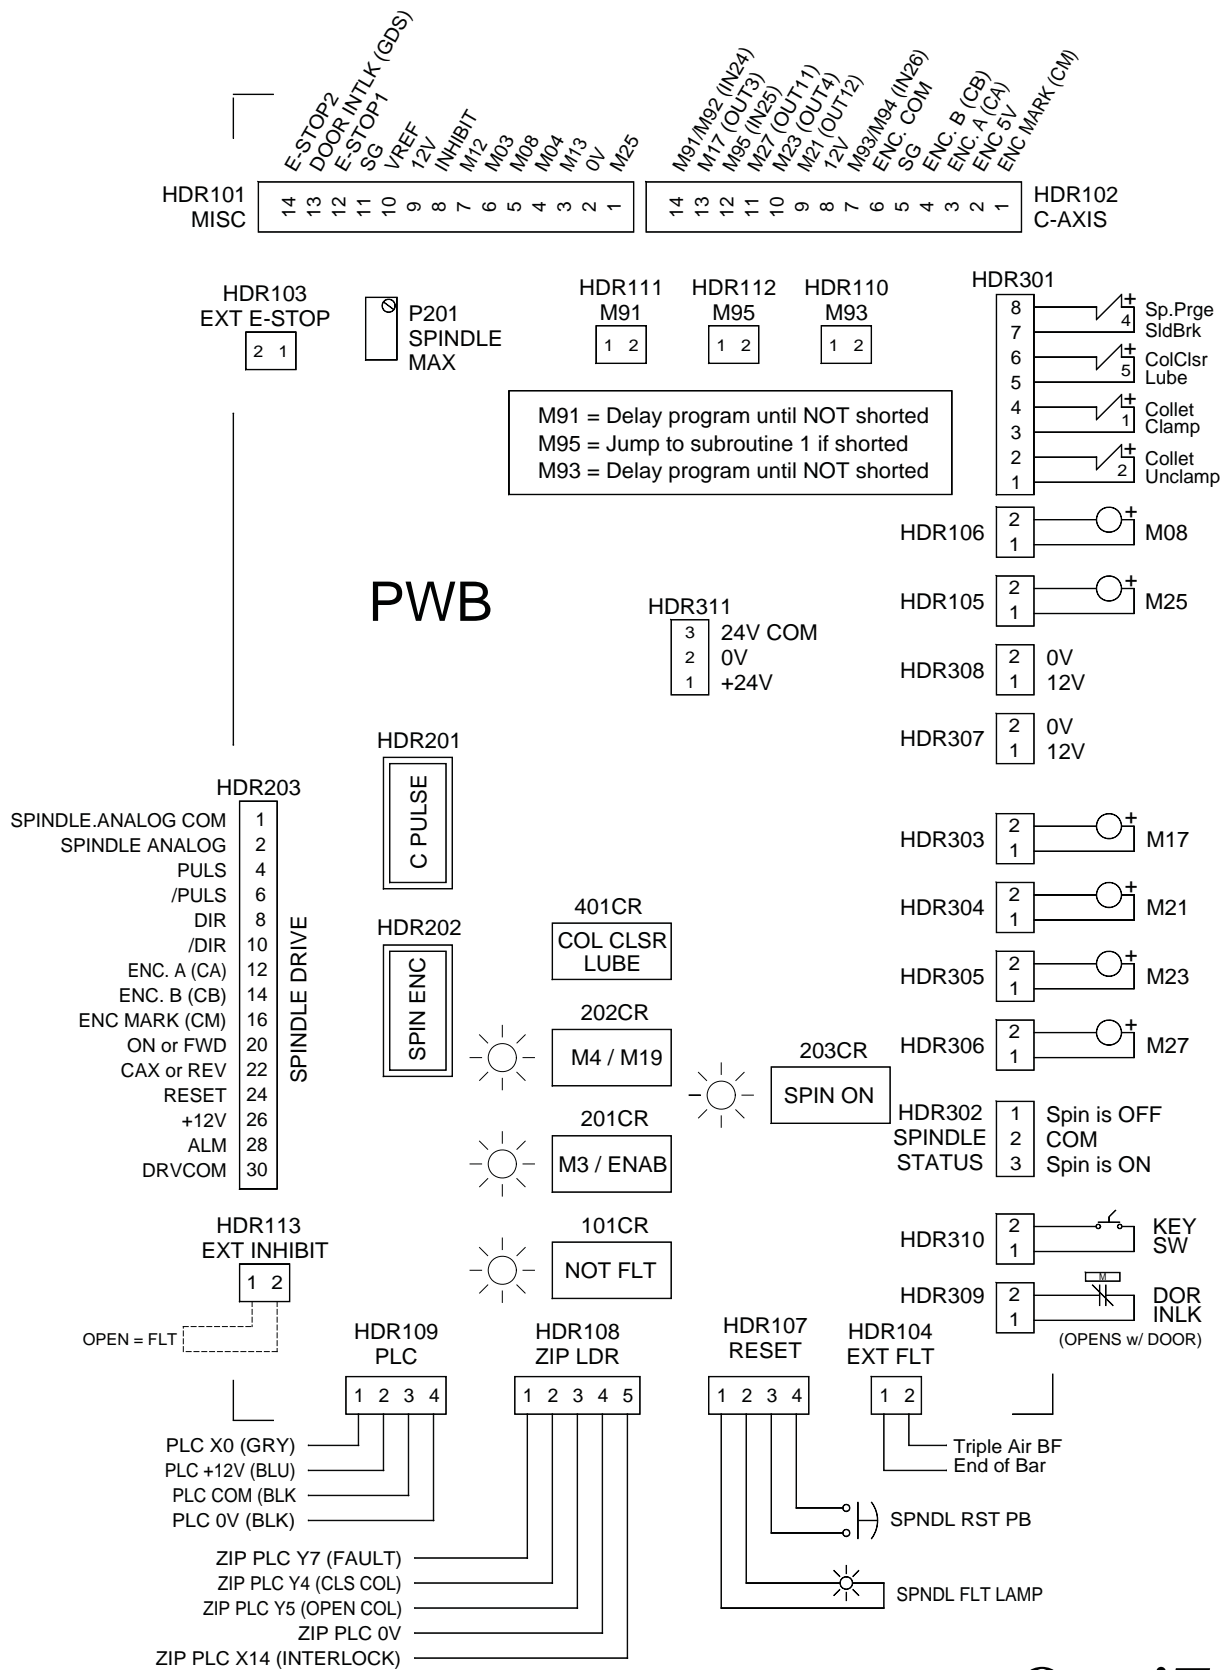 E-STOP2
DOOR INTLK (GDS)
E-STOP1
SG
VREF
12V
INHIBIT
M12
M03
M08
M04
M13
0V
M25
M91/M92 (IN24)
M17 (OUT3)
M95 (IN25)
M27 (OUT11)
M23 (OUT4)
M21 (OUT12)
12V
M93/M94 (IN26)
ENC. COM
SG
ENC. B (CB)
ENC. A (CA)
ENC 5V
ENC MARK (CM)
HDR101
MISC
14 13 12 11 10 9 8 7 6 5 4 3 2 1
14 13 12 11 10 9 8 7 6 5 4 3 2 1
HDR102
C-AXIS
HDR103
EXT E-STOP
2 1
P201
SPINDLE
MAX
HDR111
M91
1 2
HDR112
M95
1 2
HDR110
M93
1 2
HDR301
8
7
6
5
4
3
2
1
+
4
Sp.Prge
SldBrk
+
5
ColClsr
Lube
+
1
Collet
Clamp
+
2
Collet
Unclamp
M91 = Delay program until NOT shorted
M95 = Jump to subroutine 1 if shorted
M93 = Delay program until NOT shorted
HDR106
2
1
+
M08
PWB
HDR311
3 24V COM
2 0V
1 +24V
HDR105
2
1
+
M25
HDR308
2 0V
1 12V
HDR307
2 0V
1 12V
HDR201
C PULSE
HDR203
SPINDLE.ANALOG COM 1
SPINDLE ANALOG 2
PULS 4
/PULS 6
DIR 8
/DIR 10
ENC. A (CA) 12
ENC. B (CB) 14
ENC MARK (CM) 16
ON or FWD 20
CAX or REV 22
RESET 24
+12V 26
ALM 28
DRVCOM 30
SPINDLE DRIVE
HDR202
SPIN ENC
401CR
COL CLSR
LUBE
202CR
M4 / M19
203CR
SPIN ON
201CR
M3 / ENAB
101CR
NOT FLT
HDR303
2
1
+
M17
HDR304
2
1
+
M21
HDR305
2
1
+
M23
HDR306
2
1
+
M27
HDR302
SPINDLE
STATUS
1 Spin is OFF
2 COM
3 Spin is ON
HDR310
2
1
KEY
SW
HDR309
2
1
M
DOR
INLK
(OPENS w/ DOOR)
HDR113
EXT INHIBIT
1 2
OPEN = FLT
HDR109
PLC
1 2 3 4
HDR108
ZIP LDR
1 2 3 4 5
HDR107
RESET
1 2 3 4
HDR104
EXT FLT
1 2
PLC X0 (GRY)
PLC +12V (BLU)
PLC COM (BLK
PLC 0V (BLK)
Triple Air BF
End of Bar
SPNDL RST PB
ZIP PLC Y7 (FAULT)
ZIP PLC Y4 (CLS COL)
ZIP PLC Y5 (OPEN COL)
ZIP PLC 0V
ZIP PLC X14 (INTERLOCK)
SPNDL FLT LAMP